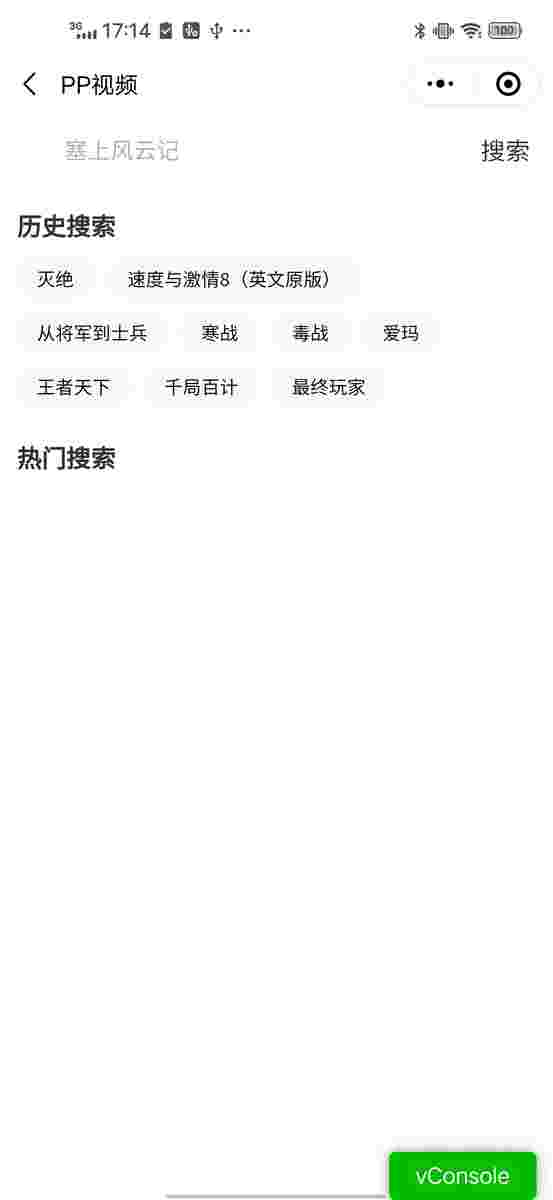 3G 17:14 100
PP视频
塞上风云记 搜索
历史搜索
灭绝 速度与激情8（英文原版）
从将军到士兵 寒战 毒战 爱玛
王者天下 千局百计 最终玩家
热门搜索
vConsole